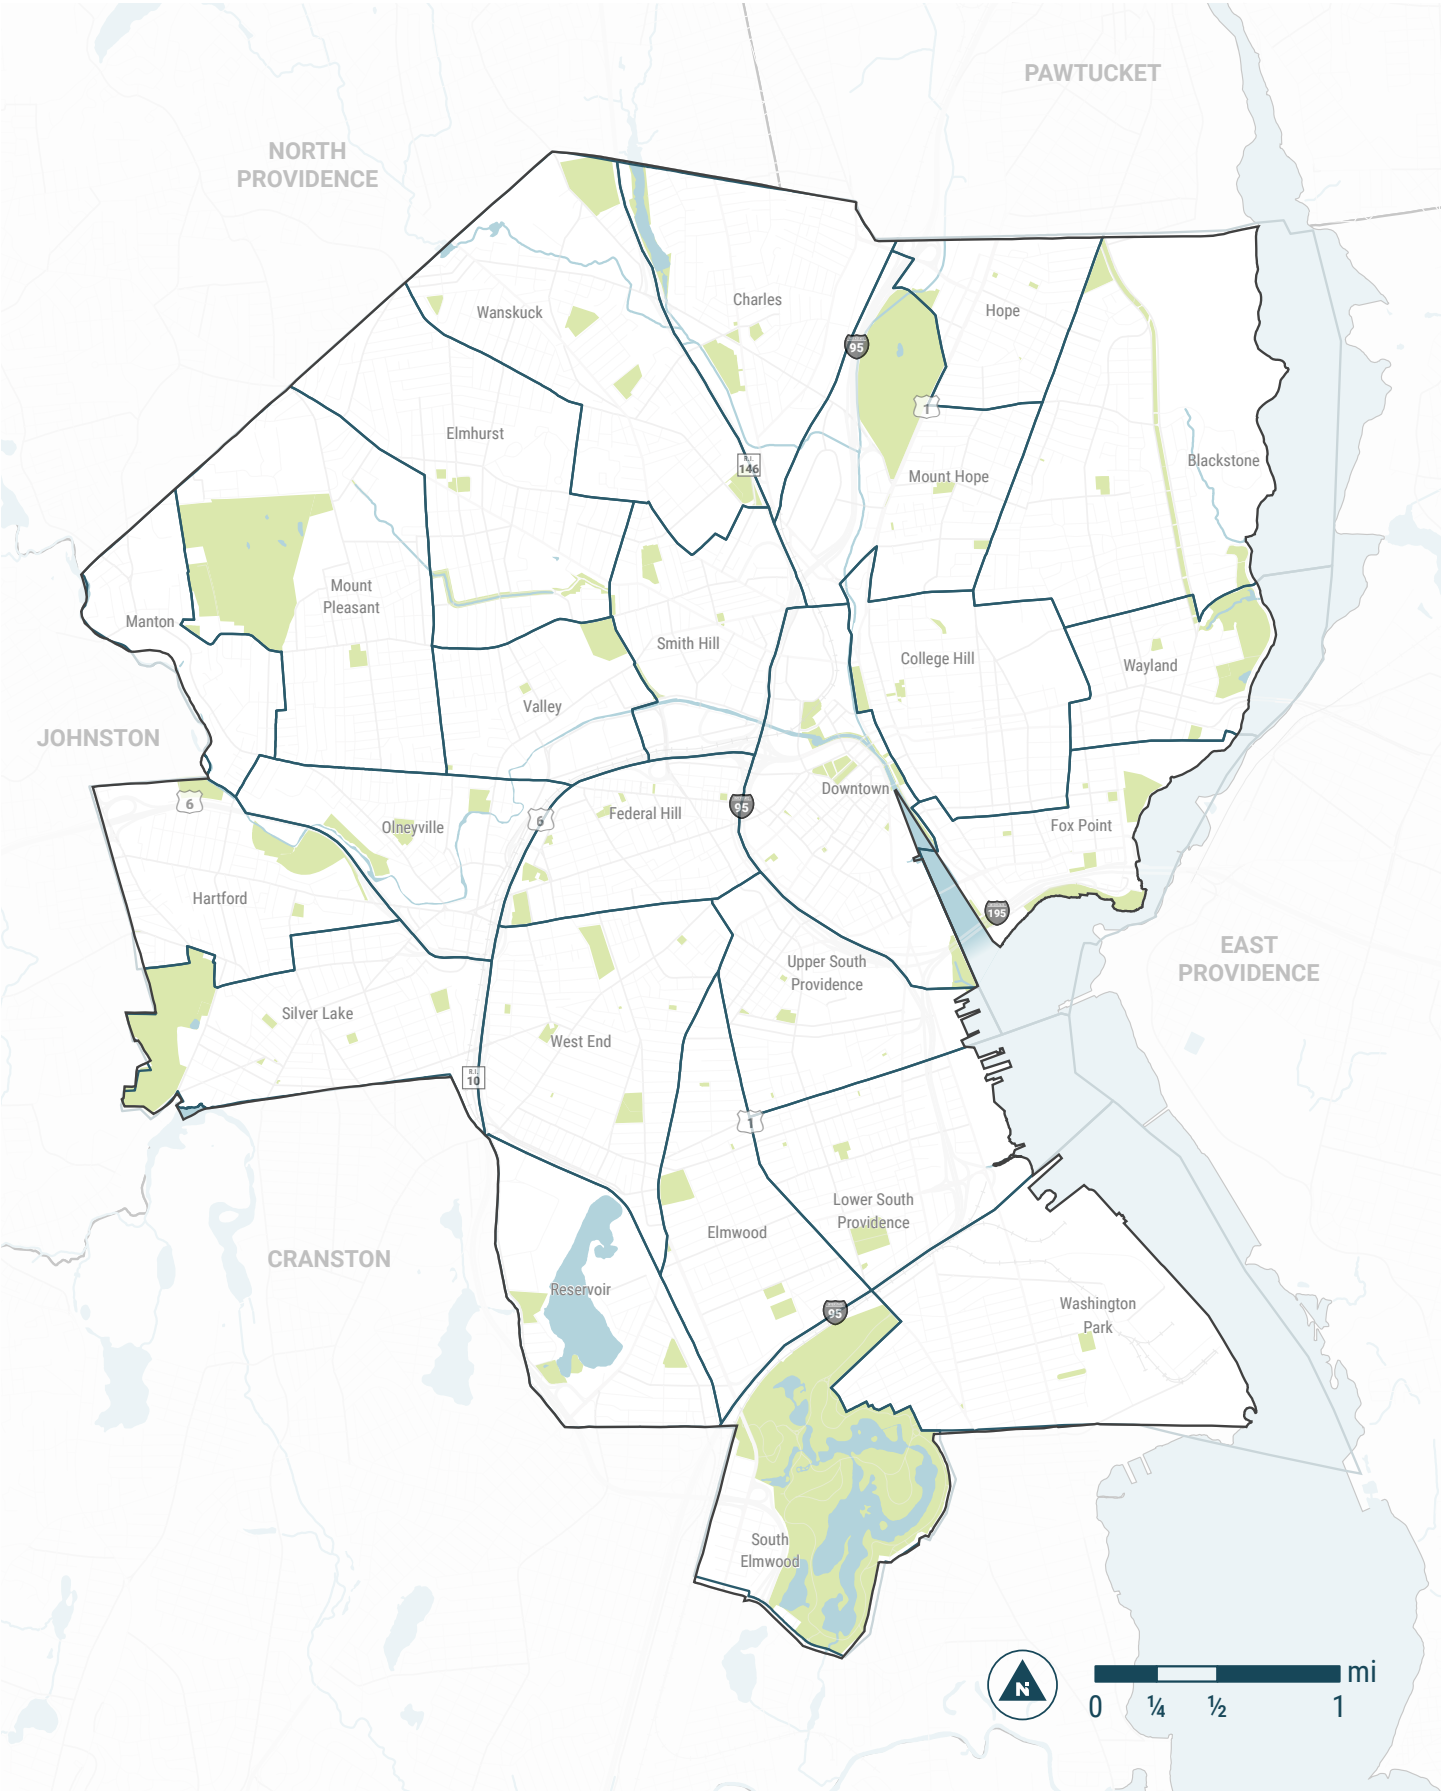 PAWTUCKET
NORTH
PROVIDENCE
Charles
Hope
Wanskuck
95
1
Elmhurst
Blackstone
R.I.
146
Mount Hope
Mount
Pleasant
Manton
Smith Hill
College Hill
Wayland
Valley
JOHNSTON
Downtown
6
95
Federal Hill
6
Olneyville
Fox Point
Hartford
195
EAST
PROVIDENCE
Upper South
Providence
Silver Lake
West End
R.I.
10
1
Lower South
Providence
Elmwood
CRANSTON
Reservoir
Washington
Park
95
South
Elmwood
N
mi
0
¼
½
1